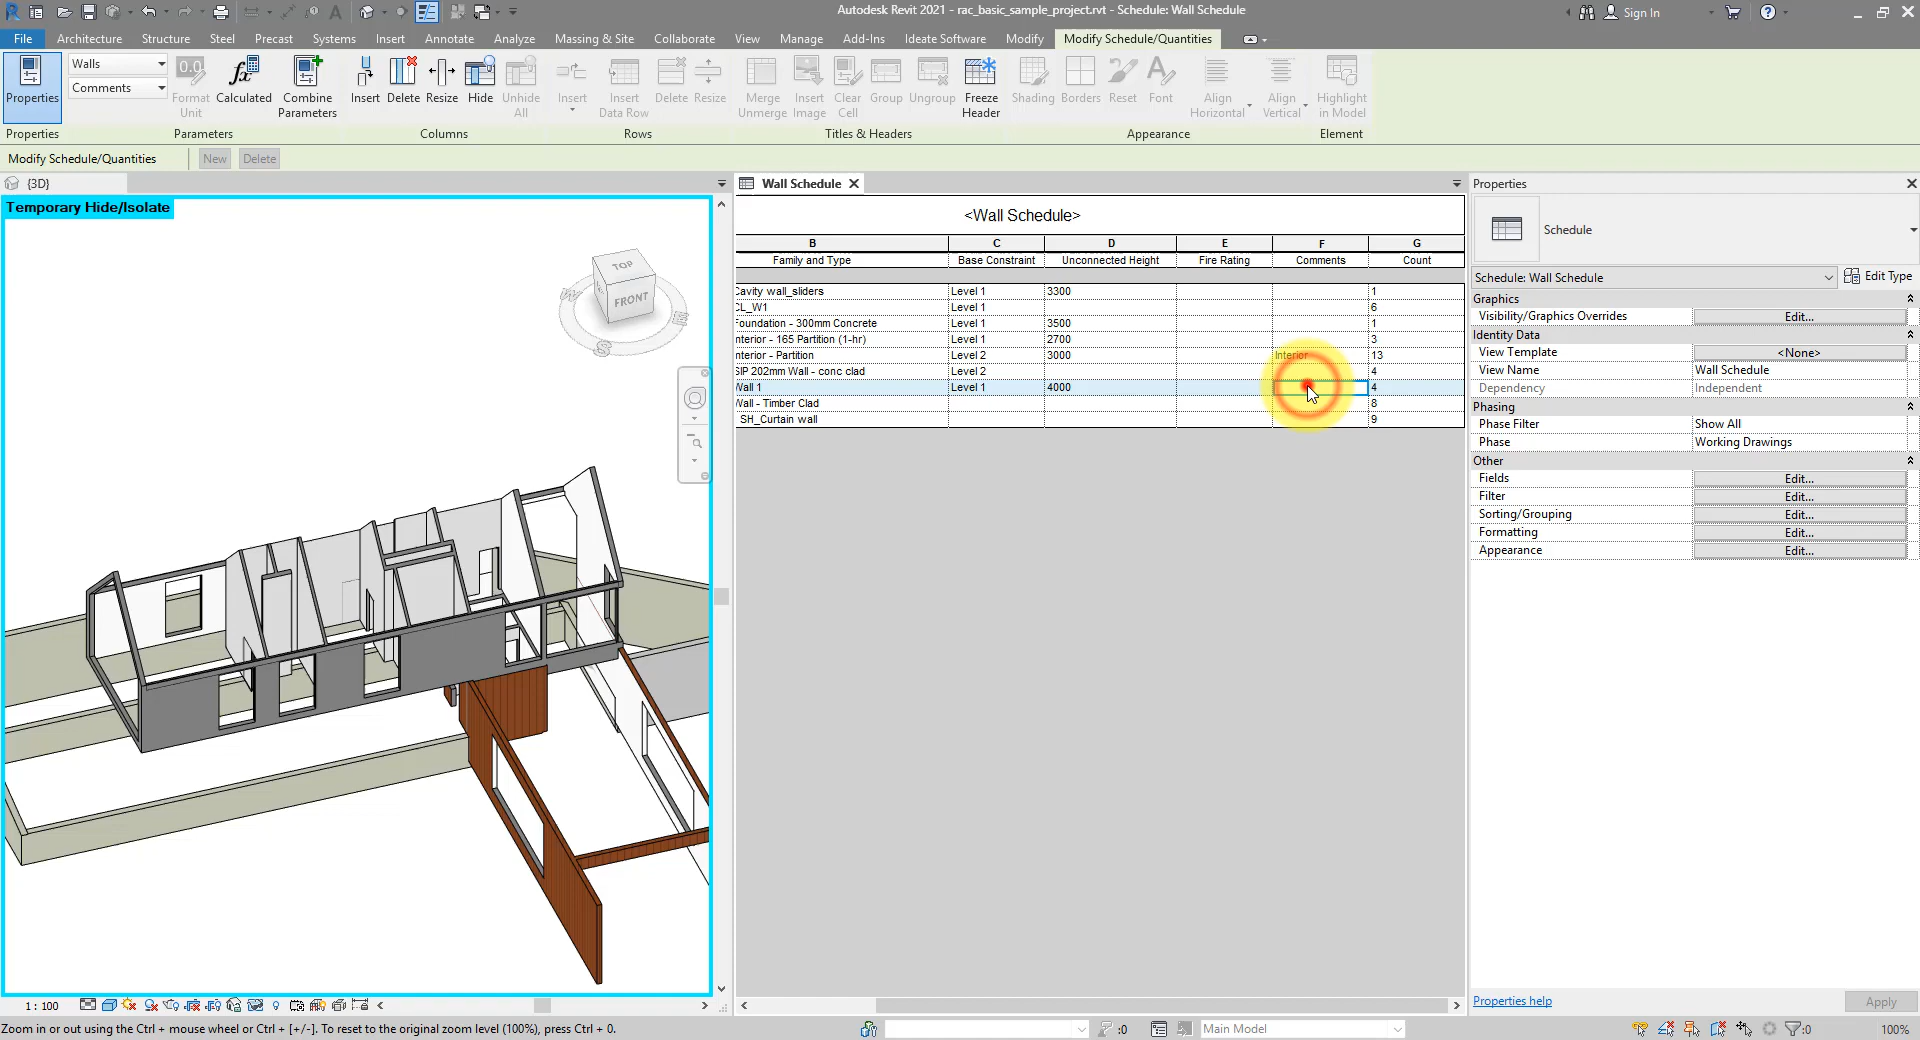 Autodesk Revit 2021 - rac_basic_sample_project.rvt - Schedule: Wall Schedule
Sign In
File Architecture Structure Steel Precast Systems Insert Annotate Analyze Massing & Site Collaborate View Manage Add-Ins Ideate Software Modify Modify Schedule/Quantities
Properties
Walls
Comments
Format Unit
Calculated
Combine Parameters
Insert Delete Resize Hide Unhide All
Insert Insert Data Row Delete Resize
Merge Unmerge Insert Image Clear Cell Group Ungroup Freeze Header
Shading Borders Reset Font Align Horizontal Align Vertical
Highlight in Model
Properties Parameters Columns Rows Titles & Headers Appearance Element
Modify Schedule/Quantities New Delete
{3D}
Temporary Hide/Isolate
TOP
FRONT
W
S
E
Wall Schedule
<Wall Schedule>
B C D E F G
Family and Type Base Constraint Unconnected Height Fire Rating Comments Count
Cavity wall_sliders Level 1 3300 1
CL_W1 Level 1 6
Foundation - 300mm Concrete Level 1 3500 1
Interior - 165 Partition (1-hr) Level 1 2700 3
Interior - Partition Level 2 3000 Interior 13
SIP 202mm Wall - conc clad Level 2 4
Wall 1 Level 1 4000 4
Wall - Timber Clad 8
SH_Curtain wall 9
Properties
Schedule
Schedule: Wall Schedule Edit Type
Graphics
Visibility/Graphics Overrides Edit...
Identity Data
View Template <None>
View Name Wall Schedule
Dependency Independent
Phasing
Phase Filter Show All
Phase Working Drawings
Other
Fields Edit...
Filter Edit...
Sorting/Grouping Edit...
Formatting Edit...
Appearance Edit...
Properties help Apply
1 : 100
Zoom in or out using the Ctrl + mouse wheel or Ctrl + [+/-]. To reset to the original zoom level (100%), press Ctrl + 0.
:0
Main Model
:0
100%